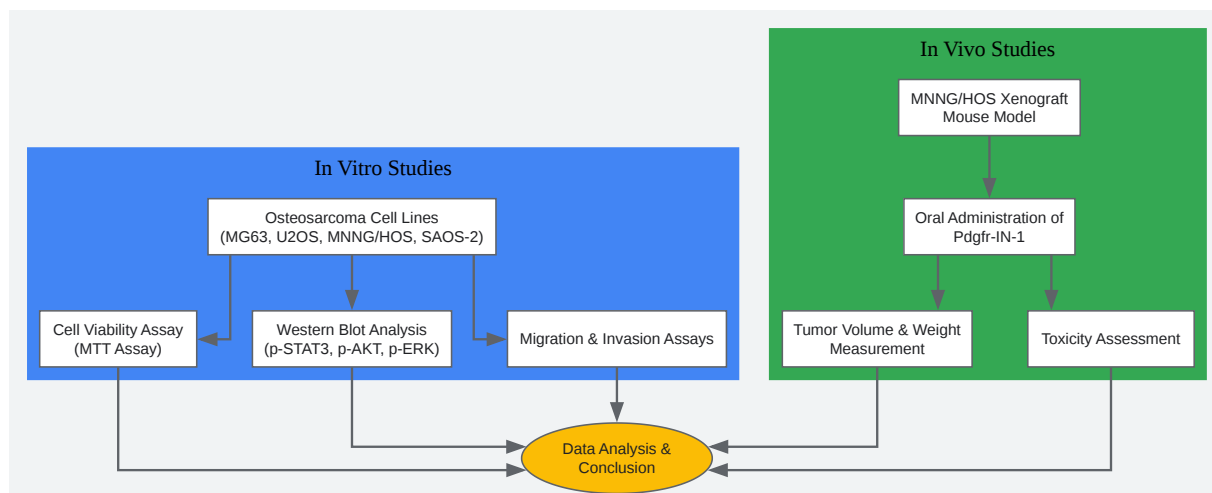 In Vitro Studies
Osteosarcoma Cell Lines
(MG63, U2OS, MNNG/HOS, SAOS-2)
Cell Viability Assay
(MTT Assay)
Western Blot Analysis
(p-STAT3, p-AKT, p-ERK)
Migration & Invasion Assays
In Vivo Studies
MNNG/HOS Xenograft
Mouse Model
Oral Administration of
Pdgfr-IN-1
Tumor Volume & Weight
Measurement
Toxicity Assessment
Data Analysis &
Conclusion